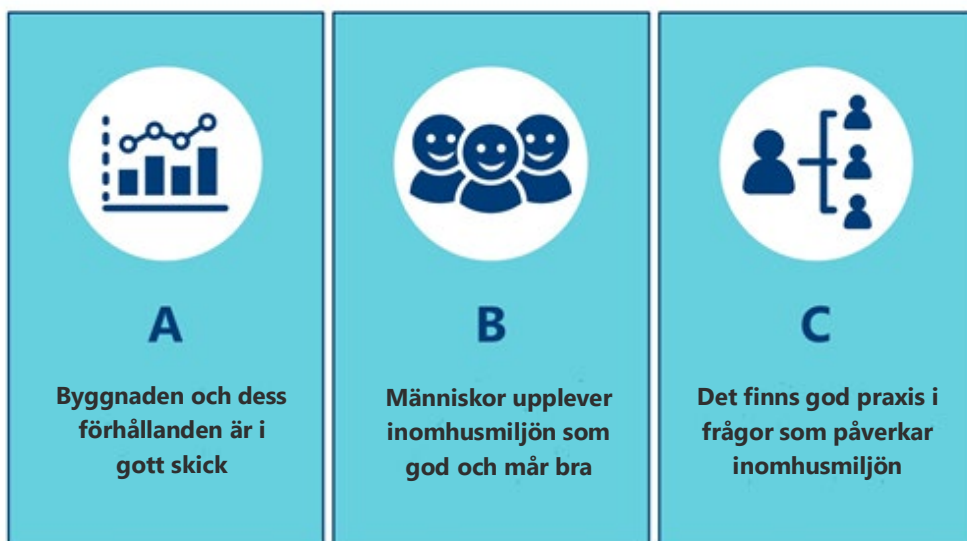 A
Byggnaden och dess
förhållanden är i
gott skick
B
Människor upplever
inomhusmiljön som
god och mår bra
C
Det finns god praxis i
frågor som påverkar
inomhusmiljön